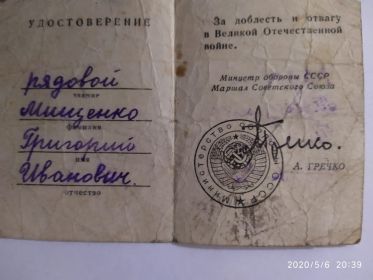 УДОСТОВЕРЕНИЕ
рядовой
звание
Мищенко
фамилия
Григорий
имя
Иванович.
отчество
За доблесть и отвагу
в Великой Отечественной
войне.
Министр обороны СССР
Маршал Советского Союза
А. ГРЕЧКО
2020/5/6 20:39